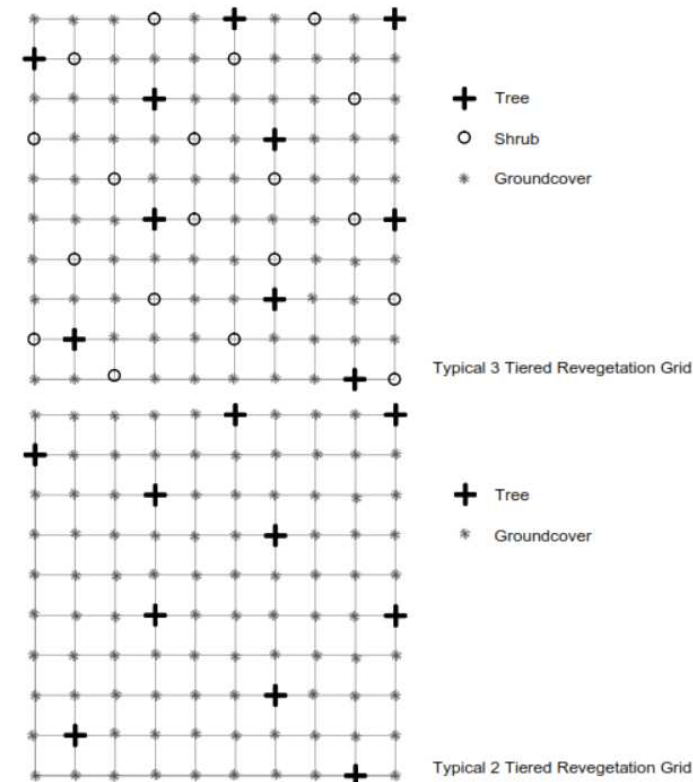 Tree
Shrub
Groundcover
Typical 3 Tiered Revegetation Grid
Tree
Groundcover
Typical 2 Tiered Revegetation Grid